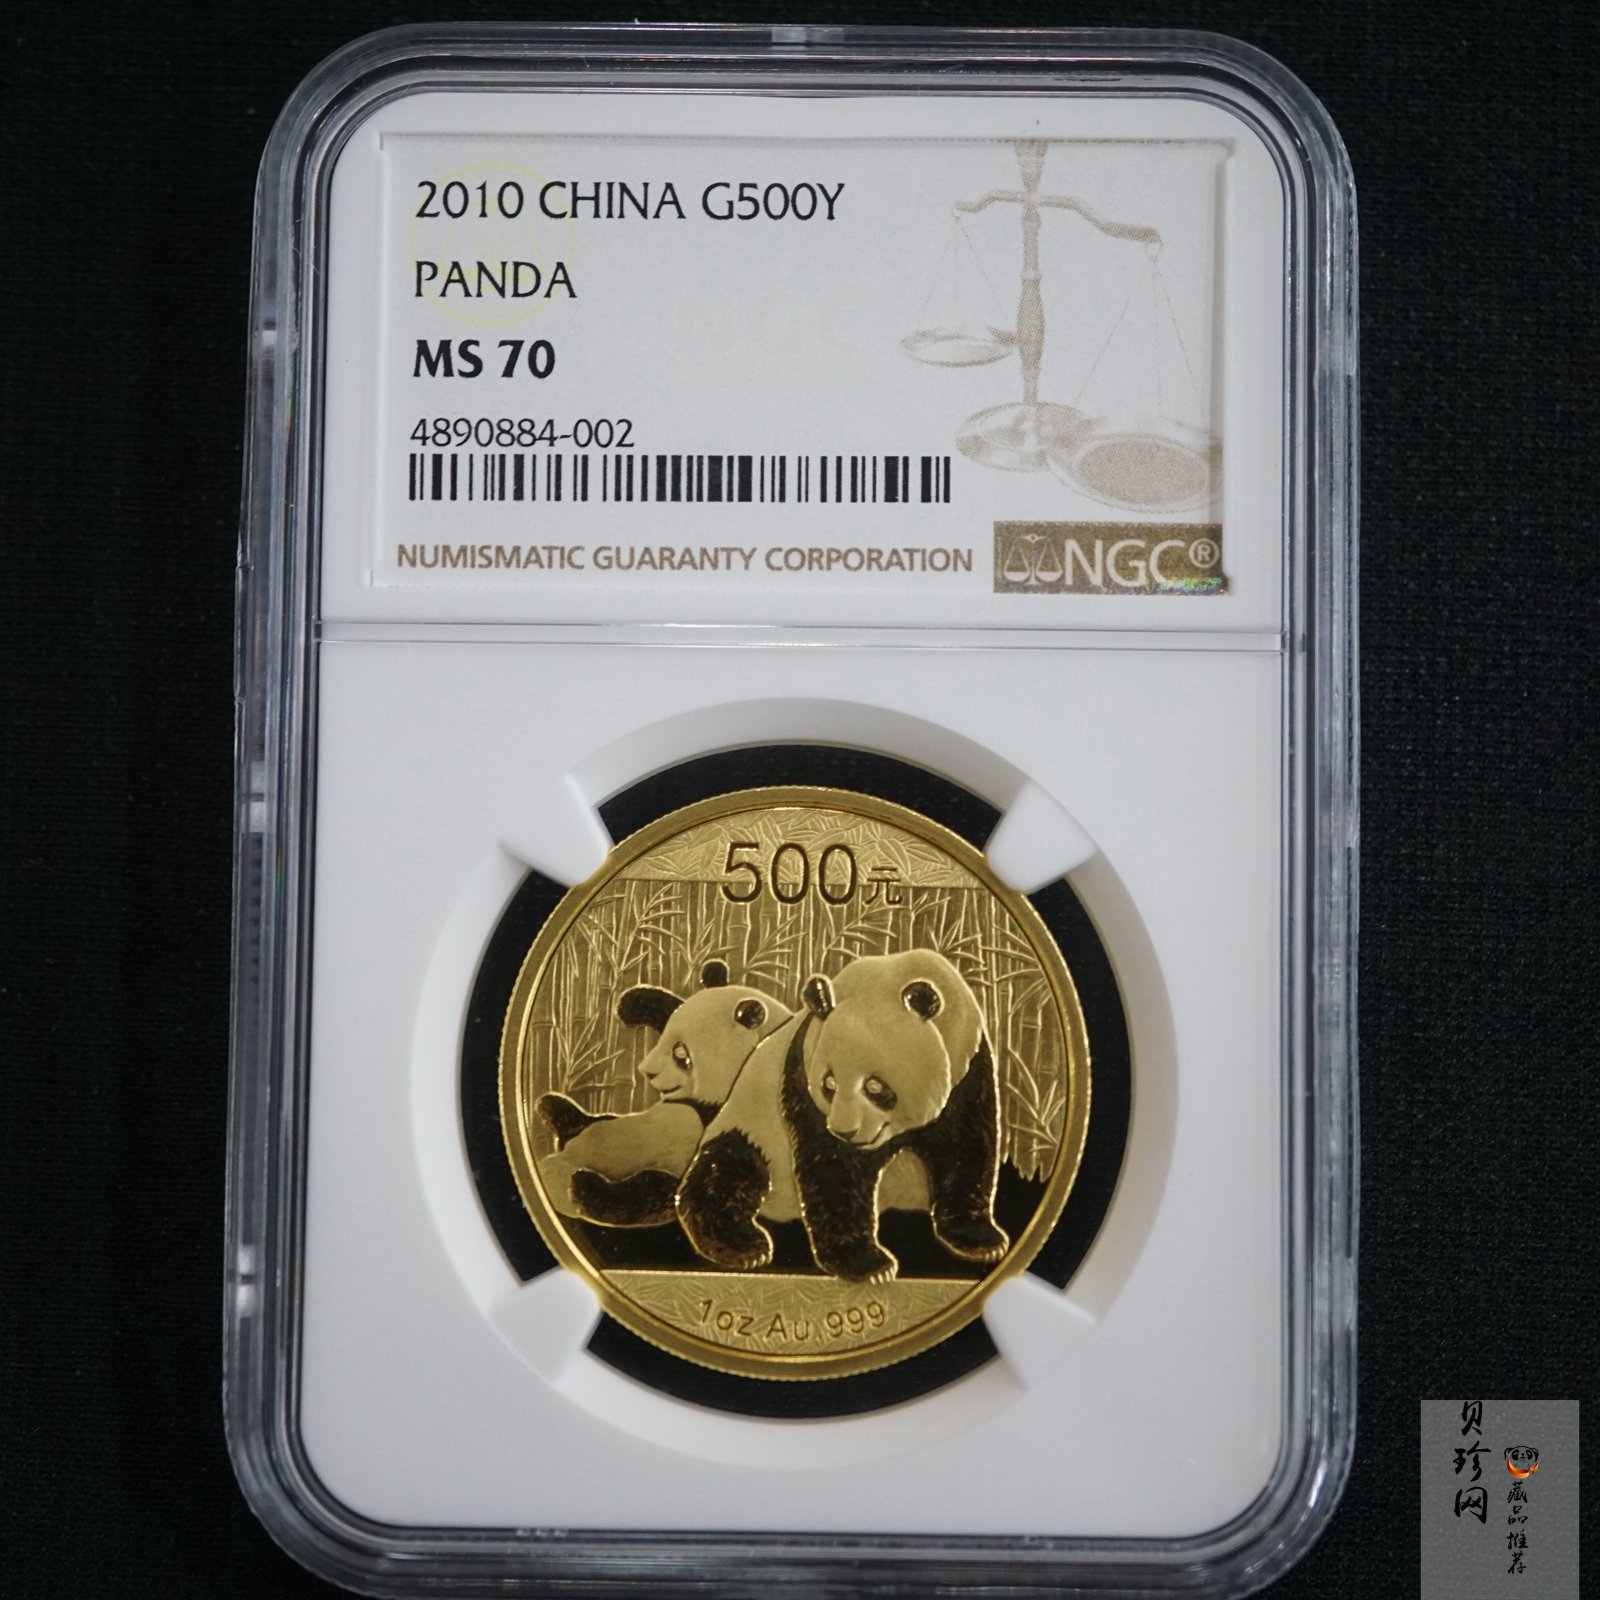 2010 CHINA G500Y
PANDA
MS 70
4890884-002
NUMISMATIC GUARANTY CORPORATION
NGC®
500元
1oz Au.999
贝珍网
藏品推荐